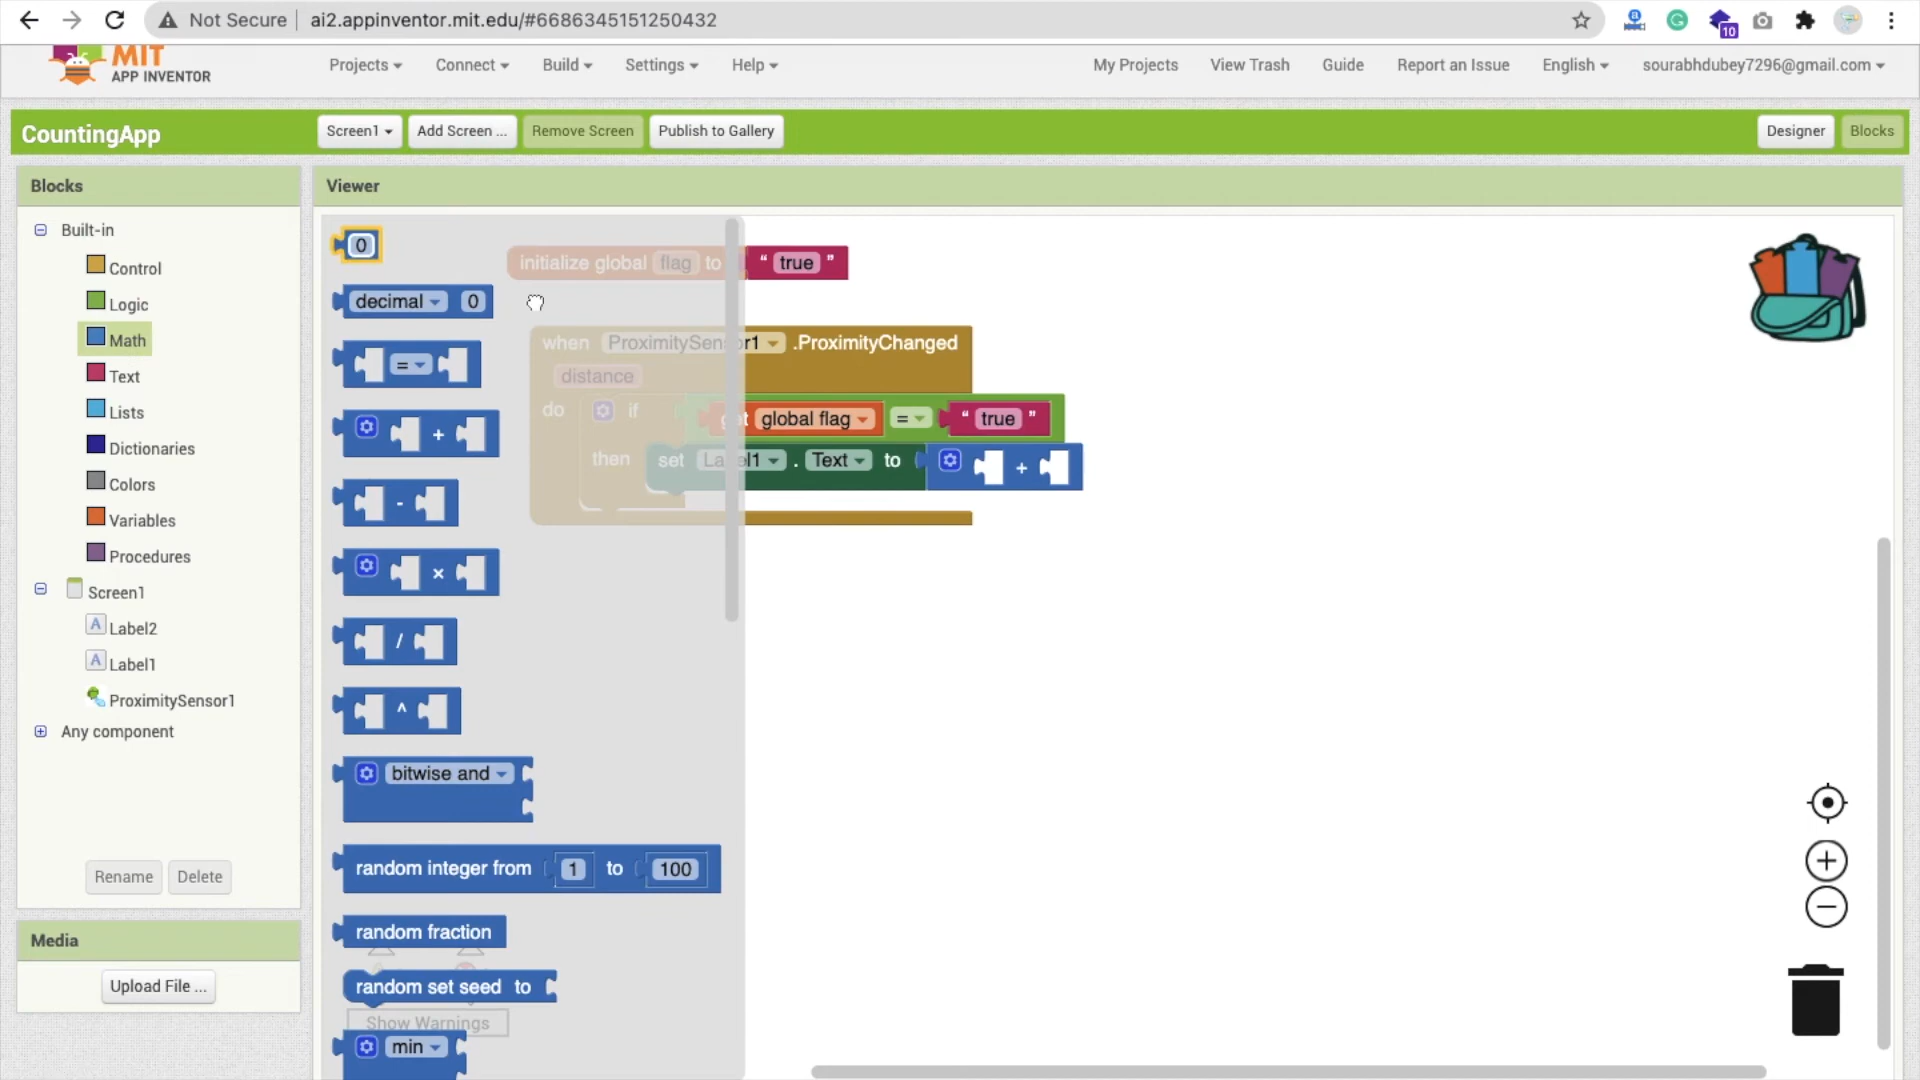 Not Secure | ai2.appinventor.mit.edu/#6686345151250432
10
MIT
APP INVENTOR
Projects Connect Build Settings Help My Projects View Trash Guide Report an Issue English sourabhdubey7296@gmail.com
CountingApp Screen1 Add Screen ... Remove Screen Publish to Gallery Designer Blocks
Blocks
Viewer
Built-in
Control
Logic
Math
Text
Lists
Dictionaries
Colors
Variables
Procedures
Screen1
Label2
Label1
ProximitySensor1
Any component
Rename Delete
Media
Upload File ...
0
decimal 0
=
+
-
×
/
^
bitwise and
random integer from 1 to 100
random fraction
random set seed to
Show Warnings
min
initialize global flag to " true "
when ProximitySensor1 .ProximityChanged
distance
do if get global flag = " true "
then set Label1 . Text to +